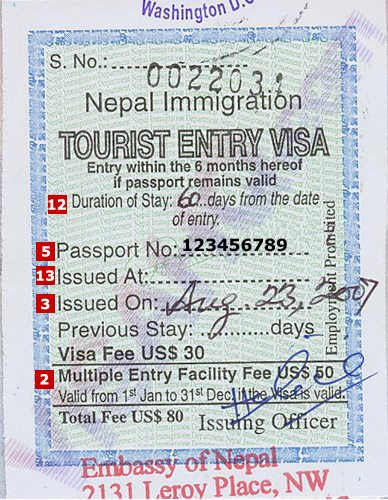 Washington D.C
S. No.: 002203
Nepal Immigration
TOURIST ENTRY VISA
Entry within the 6 months hereof
if passport remains valid
12 Duration of Stay: 60 days from the date
of entry.
5 Passport No: 123456789
13 Issued At:
3 Issued On: Aug. 23, 2007
Previous Stay: ............days
Employment Prohibited
Visa Fee US$ 30
2 Multiple Entry Facility Fee US$ 50
Valid from 1st Jan to 31st Dec if the Visa is valid.
Total Fee US$ 80 Issuing Officer
Embassy of Nepal
2131 Leroy Place, NW